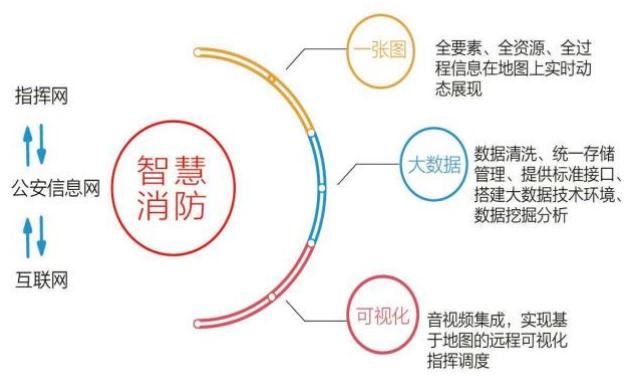 指挥网
公安信息网
互联网
智慧
消防
一张图
全要素、全资源、全过
程信息在地图上实时动
态展现
大数据
数据清洗、统一存储
管理、提供标准接口、
搭建大数据技术环境、
数据挖掘分析
可视化
音视频集成，实现基
于地图的远程可视化
指挥调度